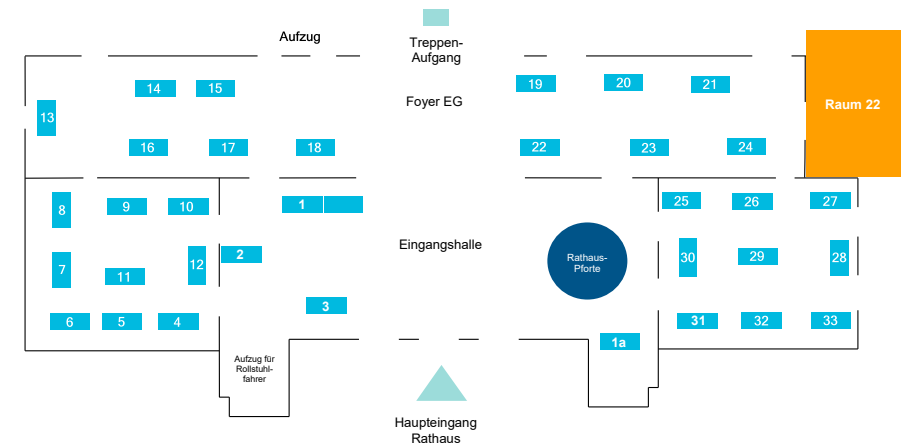 Aufzug
Treppen-
Aufgang
Foyer EG
Raum 22
13
14
15
16
17
18
19
20
21
22
23
24
8
9
10
7
11
12
6
5
4
1
2
3
Eingangshalle
Rathaus-
Pforte
1a
25
26
27
30
29
28
31
32
33
Aufzug für
Rollstuhl-
fahrer
Haupteingang
Rathaus